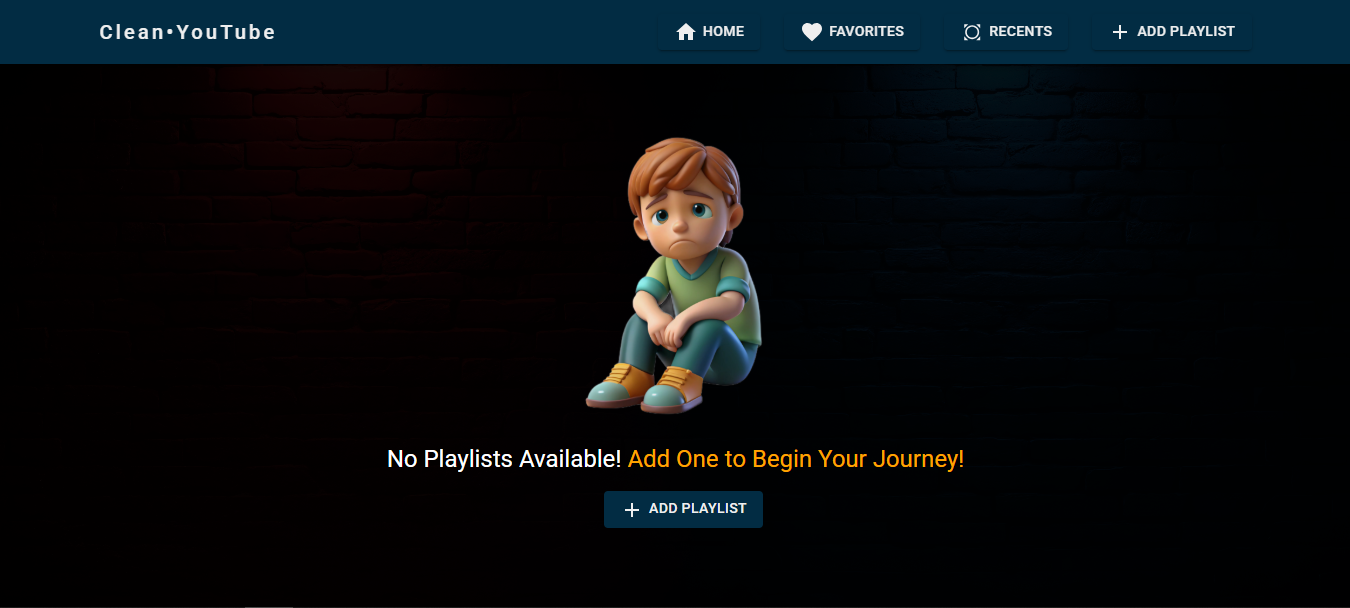 Clean•YouTube
HOME
FAVORITES
RECENTS
ADD PLAYLIST
No Playlists Available! Add One to Begin Your Journey!
ADD PLAYLIST